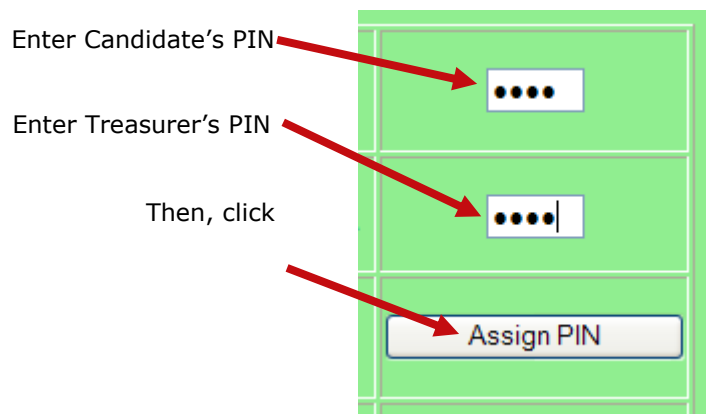 Enter Candidate’s PIN
••••
Enter Treasurer’s PIN
••••
Then, click
Assign PIN